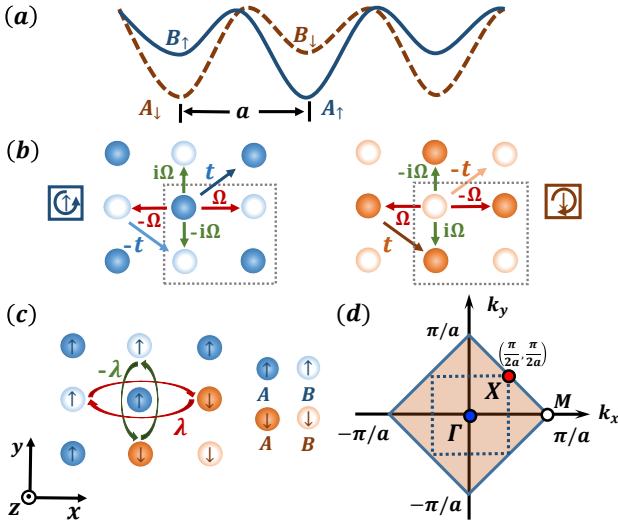 (a)
B↑ B↓
A↓ a A↑
(b)
iΩ t -iΩ -t
↑ -Ω Ω Ω -Ω ↓
-t -iΩ t iΩ
(c)
↑ ↑ ↑ ↑ ↑
-λ A B
↑ ↑ ↓ ↓ ↓
λ A B
↑ ↓ ↓
y
z x
(d)
k_y
π/a
(π/2a, π/2a)
X M
Γ k_x
-π/a π/a
-π/a